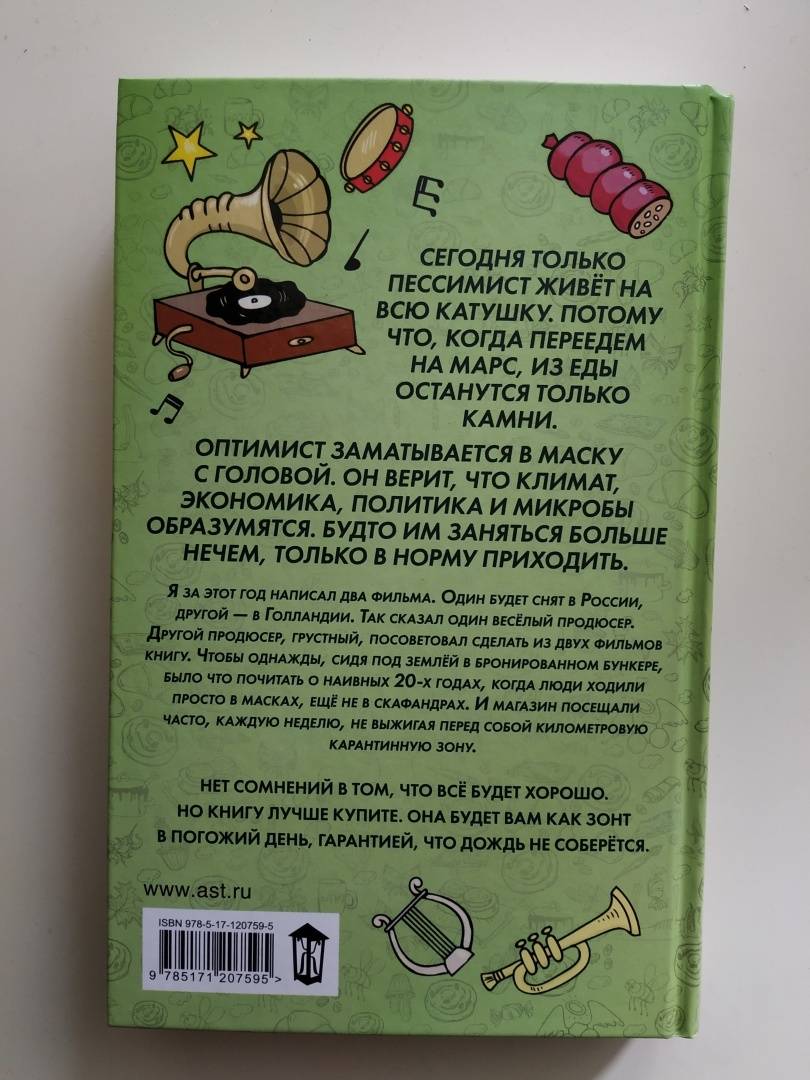 СЕГОДНЯ ТОЛЬКО
ПЕССИМИСТ ЖИВЁТ НА
ВСЮ КАТУШКУ. ПОТОМУ
ЧТО, КОГДА ПЕРЕЕДЕМ
НА МАРС, ИЗ ЕДЫ
ОСТАНУТСЯ ТОЛЬКО
КАМНИ.
ОПТИМИСТ ЗАМАТЫВАЕТСЯ В МАСКУ
С ГОЛОВОЙ. ОН ВЕРИТ, ЧТО КЛИМАТ,
ЭКОНОМИКА, ПОЛИТИКА И МИКРОБЫ
ОБРАЗУМЯТСЯ. БУДТО ИМ ЗАНЯТЬСЯ БОЛЬШЕ
НЕЧЕМ, ТОЛЬКО В НОРМУ ПРИХОДИТЬ.
Я ЗА ЭТОТ ГОД НАПИСАЛ ДВА ФИЛЬМА. ОДИН БУДЕТ СНЯТ В РОССИИ,
ДРУГОЙ — В ГОЛЛАНДИИ. ТАК СКАЗАЛ ОДИН ВЕСЁЛЫЙ ПРОДЮСЕР.
ДРУГОЙ ПРОДЮСЕР, ГРУСТНЫЙ, ПОСОВЕТОВАЛ СДЕЛАТЬ ИЗ ДВУХ ФИЛЬМОВ
КНИГУ. ЧТОБЫ ОДНАЖДЫ, СИДЯ ПОД ЗЕМЛЁЙ В БРОНИРОВАННОМ БУНКЕРЕ,
БЫЛО ЧТО ПОЧИТАТЬ О НАИВНЫХ 20-Х ГОДАХ, КОГДА ЛЮДИ ХОДИЛИ
ПРОСТО В МАСКАХ, ЕЩЁ НЕ В СКАФАНДРАХ. И МАГАЗИН ПОСЕЩАЛИ
ЧАСТО, КАЖДУЮ НЕДЕЛЮ, НЕ ВЫЖИГАЯ ПЕРЕД СОБОЙ КИЛОМЕТРОВУЮ
КАРАНТИННУЮ ЗОНУ.
НЕТ СОМНЕНИЙ В ТОМ, ЧТО ВСЁ БУДЕТ ХОРОШО.
НО КНИГУ ЛУЧШЕ КУПИТЕ. ОНА БУДЕТ ВАМ КАК ЗОНТ
В ПОГОЖИЙ ДЕНЬ, ГАРАНТИЕЙ, ЧТО ДОЖДЬ НЕ СОБЕРЁТСЯ.
www.ast.ru
ISBN 978-5-17-120759-5
9 785171 207595 >